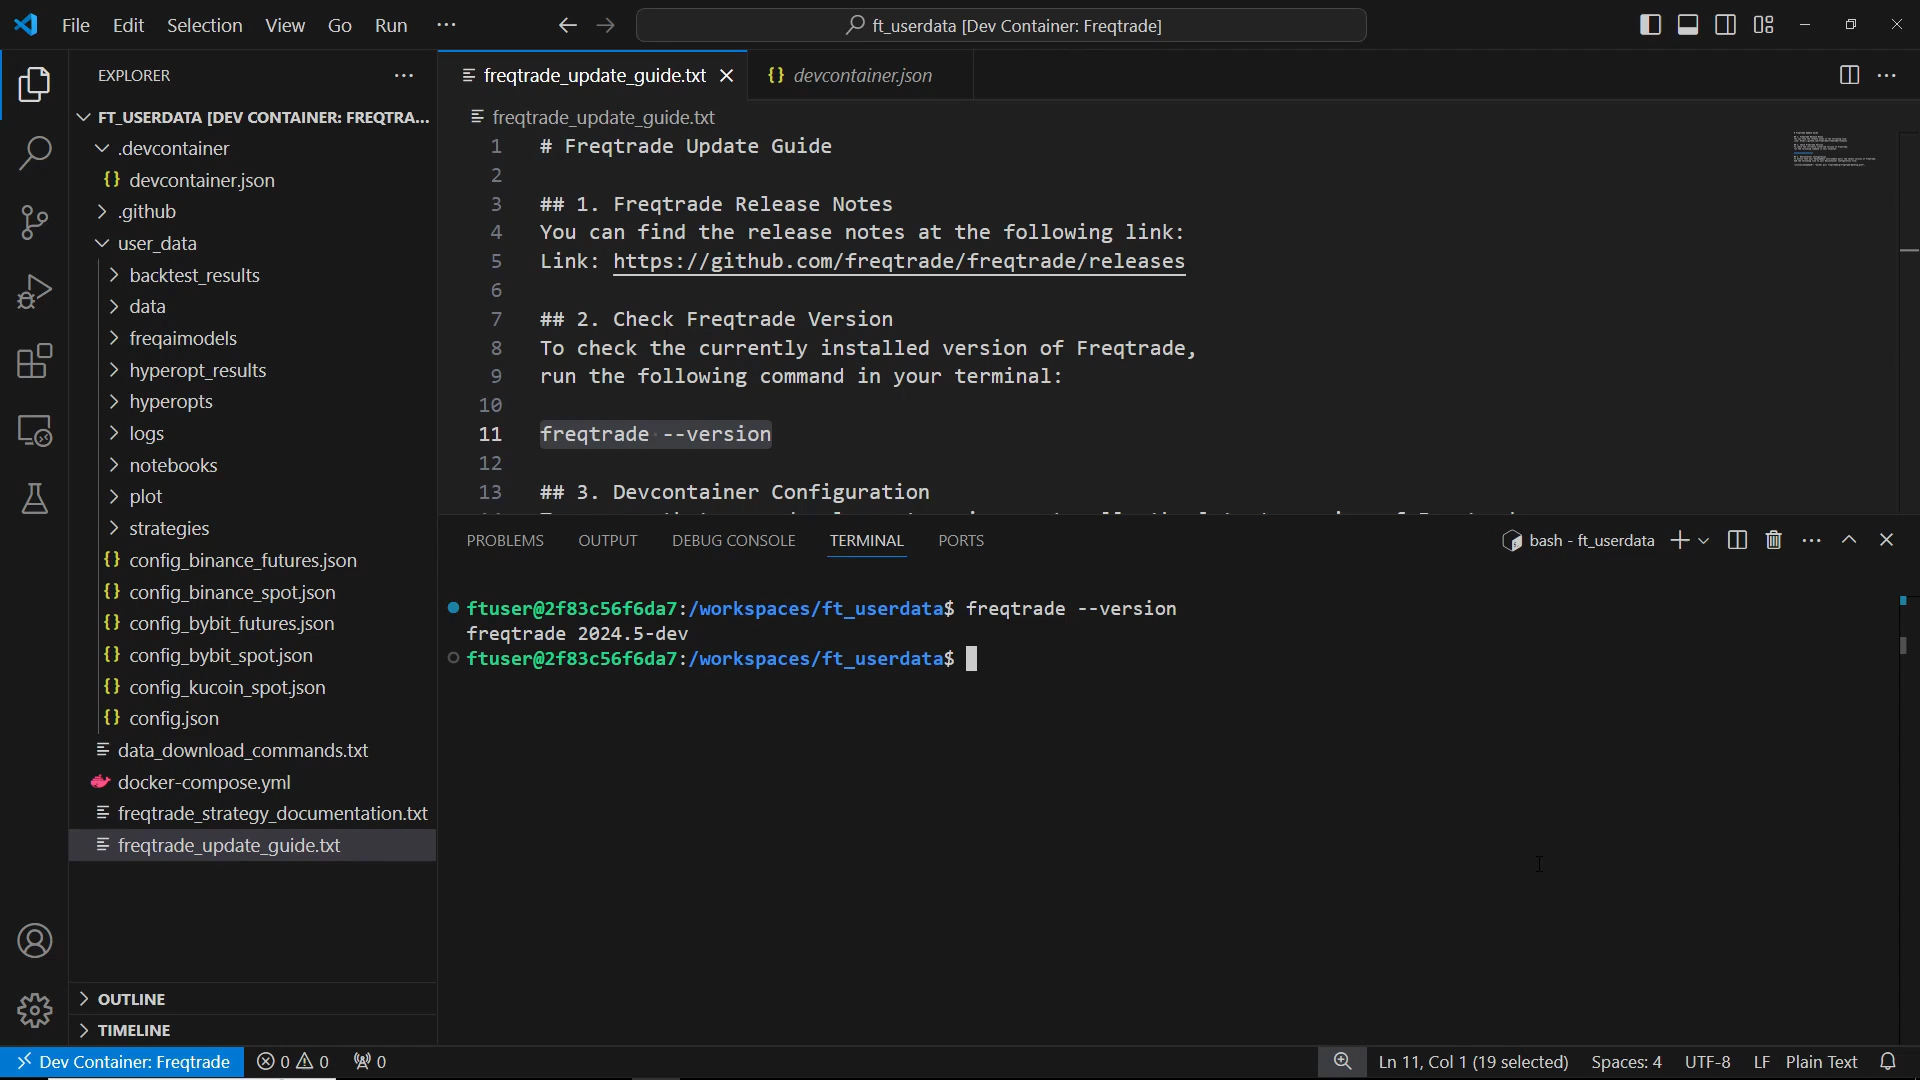 File Edit Selection View Go Run ···
ft_userdata [Dev Container: Freqtrade]
EXPLORER ···
FT_USERDATA [DEV CONTAINER: FREQTRA...
.devcontainer
{} devcontainer.json
.github
user_data
backtest_results
data
freqaimodels
hyperopt_results
hyperopts
logs
notebooks
plot
strategies
{} config_binance_futures.json
{} config_binance_spot.json
{} config_bybit_futures.json
{} config_bybit_spot.json
{} config_kucoin_spot.json
{} config.json
data_download_commands.txt
docker-compose.yml
freqtrade_strategy_documentation.txt
freqtrade_update_guide.txt
OUTLINE
TIMELINE
freqtrade_update_guide.txt
{} devcontainer.json
freqtrade_update_guide.txt
1 # Freqtrade Update Guide
2
3 ## 1. Freqtrade Release Notes
4 You can find the release notes at the following link:
5 Link: https://github.com/freqtrade/freqtrade/releases
6
7 ## 2. Check Freqtrade Version
8 To check the currently installed version of Freqtrade,
9 run the following command in your terminal:
10
11 freqtrade --version
12
13 ## 3. Devcontainer Configuration
PROBLEMS OUTPUT DEBUG CONSOLE TERMINAL PORTS
bash - ft_userdata
ftuser@2f83c56f6da7:/workspaces/ft_userdata$ freqtrade --version
freqtrade 2024.5-dev
ftuser@2f83c56f6da7:/workspaces/ft_userdata$
Dev Container: Freqtrade 0 0 0
Ln 11, Col 1 (19 selected) Spaces: 4 UTF-8 LF Plain Text